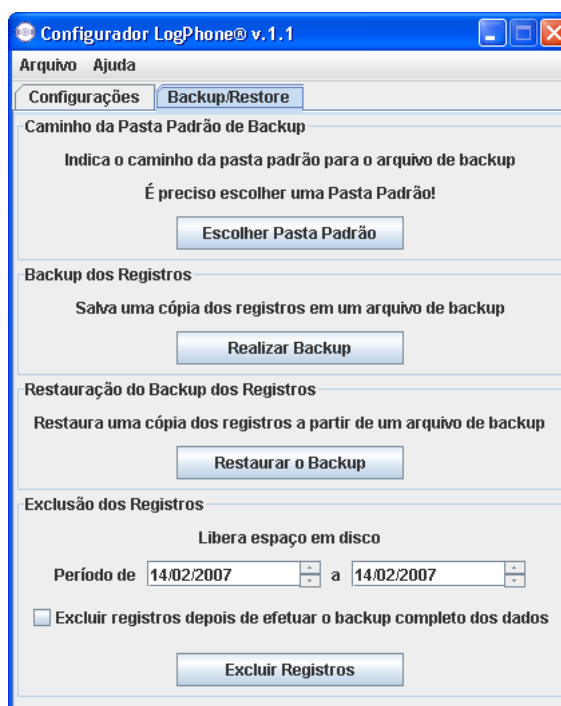 Configurador LogPhone® v.1.1
Arquivo Ajuda
Configurações Backup/Restore
Caminho da Pasta Padrão de Backup
Indica o caminho da pasta padrão para o arquivo de backup
É preciso escolher uma Pasta Padrão!
Escolher Pasta Padrão
Backup dos Registros
Salva uma cópia dos registros em um arquivo de backup
Realizar Backup
Restauração do Backup dos Registros
Restaura uma cópia dos registros a partir de um arquivo de backup
Restaurar o Backup
Exclusão dos Registros
Libera espaço em disco
Período de 14/02/2007 a 14/02/2007
Excluir registros depois de efetuar o backup completo dos dados
Excluir Registros